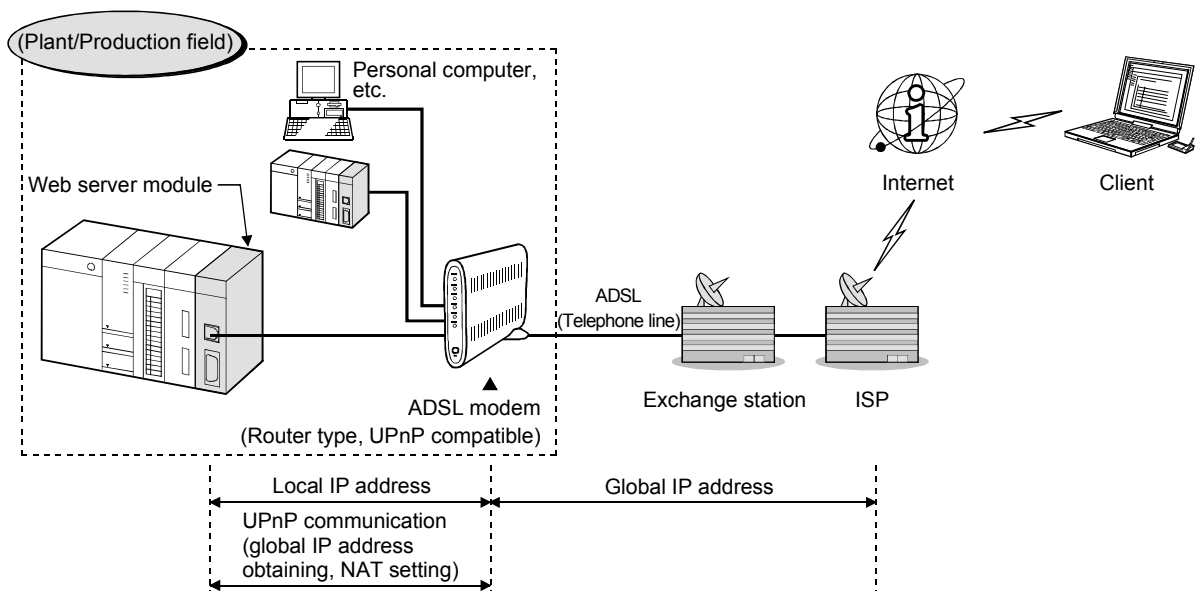 (Plant/Production field)
Personal computer,
etc.
Web server module
Internet
Client
ADSL
(Telephone line)
Exchange station
ISP
ADSL modem
(Router type, UPnP compatible)
Local IP address
Global IP address
UPnP communication
(global IP address
obtaining, NAT setting)